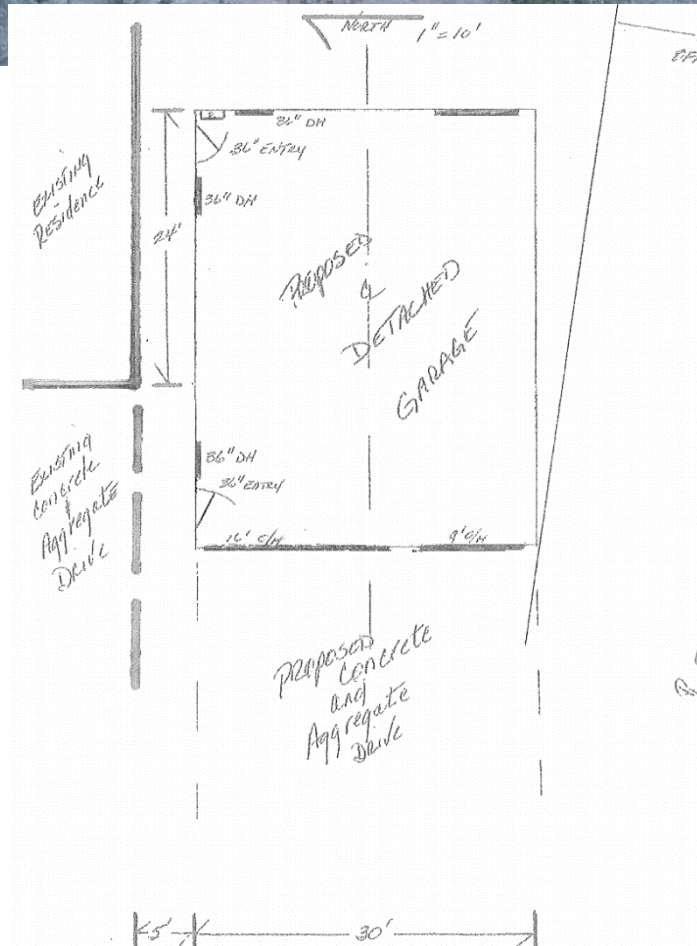 NORTH
1" = 10'
36" DH
36" ENTRY
36" DH
EXISTING
RESIDENCE
24'
PROPOSED
℄
DETACHED
GARAGE
36" DH
36" ENTRY
16' O/H
9' O/H
EXISTING
Concrete
&
Aggregate
Drive
PROPOSED
Concrete
and
Aggregate
Drive
5'
30'